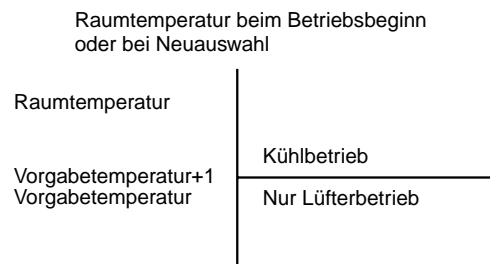 Raumtemperatur beim Betriebsbeginn
oder bei Neuauswahl
Raumtemperatur
Kühlbetrieb
Vorgabetemperatur+1
Vorgabetemperatur
Nur Lüfterbetrieb